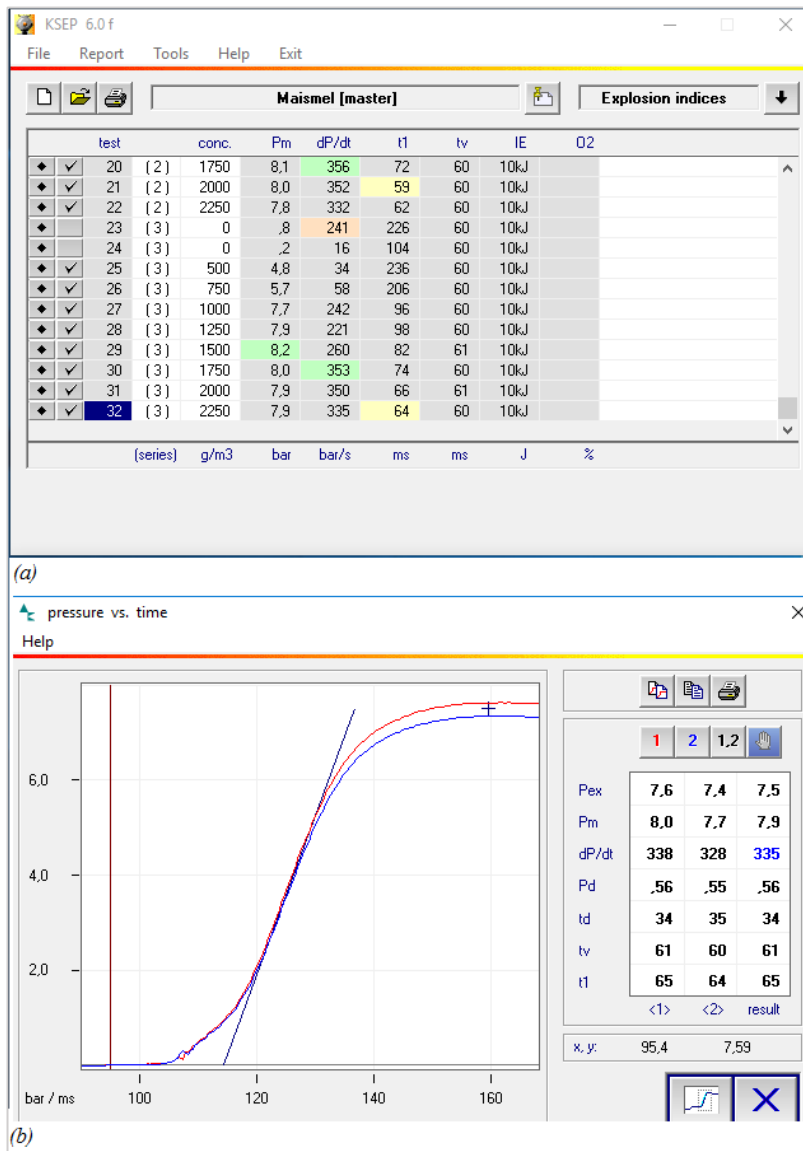 KSEP 6.0 f
File Report Tools Help Exit
Maismel [master] Explosion indices
test conc. Pm dP/dt t1 tv IE O2
20 (2) 1750 8,1 356 72 60 10kJ
21 (2) 2000 8,0 352 59 60 10kJ
22 (2) 2250 7,8 332 62 60 10kJ
23 (3) 0 ,8 241 226 60 10kJ
24 (3) 0 ,2 16 104 60 10kJ
25 (3) 500 4,8 34 236 60 10kJ
26 (3) 750 5,7 58 206 60 10kJ
27 (3) 1000 7,7 242 96 60 10kJ
28 (3) 1250 7,9 221 98 60 10kJ
29 (3) 1500 8,2 260 82 61 10kJ
30 (3) 1750 8,0 353 74 60 10kJ
31 (3) 2000 7,9 350 66 61 10kJ
32 (3) 2250 7,9 335 64 60 10kJ
(series) g/m3 bar bar/s ms ms J %
(a)
pressure vs. time
Help
6,0
4,0
2,0
bar / ms 100 120 140 160
1 2 1,2
Pex 7,6 7,4 7,5
Pm 8,0 7,7 7,9
dP/dt 338 328 335
Pd ,56 ,55 ,56
td 34 35 34
tv 61 60 61
t1 65 64 65
<1> <2> result
x, y: 95,4 7,59
(b)